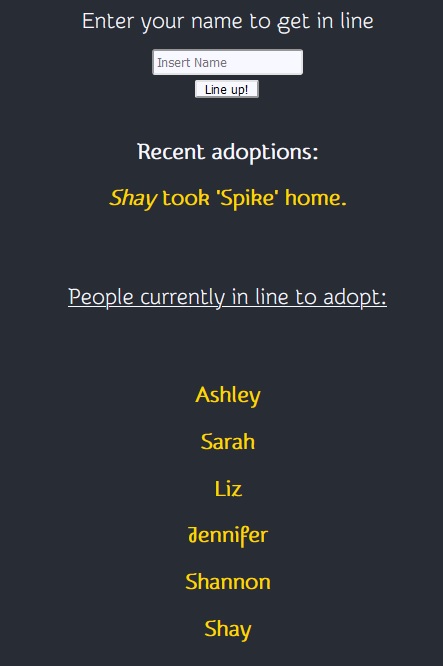 Enter your name to get in line
Insert Name
Line up!
Recent adoptions:
Shay took 'Spike' home.
People currently in line to adopt:
Ashley
Sarah
Liz
Jennifer
Shannon
Shay